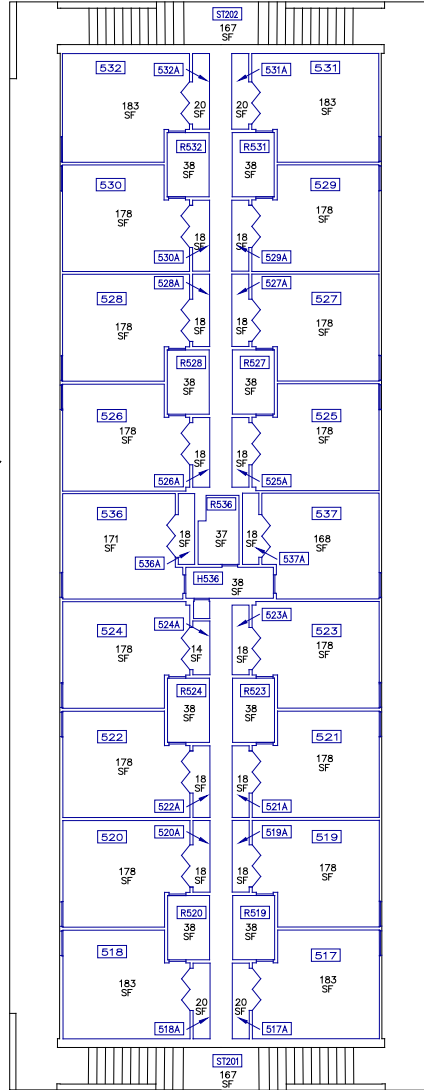 ST202
167
SF
532
532A
531A
531
183
SF
20
SF
20
SF
183
SF
R532
R531
38
SF
38
SF
530
529
178
SF
18
SF
18
SF
178
SF
530A
529A
528A
527A
528
527
178
SF
18
SF
18
SF
178
SF
R528
R527
38
SF
38
SF
526
525
178
SF
18
SF
18
SF
178
SF
526A
525A
536
R536
537
171
SF
18
SF
37
SF
18
SF
168
SF
536A
537A
H536
38
SF
524
524A
523A
523
178
SF
14
SF
18
SF
178
SF
R524
R523
38
SF
38
SF
522
521
178
SF
18
SF
18
SF
178
SF
522A
521A
520A
519A
520
519
178
SF
18
SF
18
SF
178
SF
R520
R519
38
SF
38
SF
518
517
183
SF
20
SF
20
SF
183
SF
518A
517A
ST201
167
SF